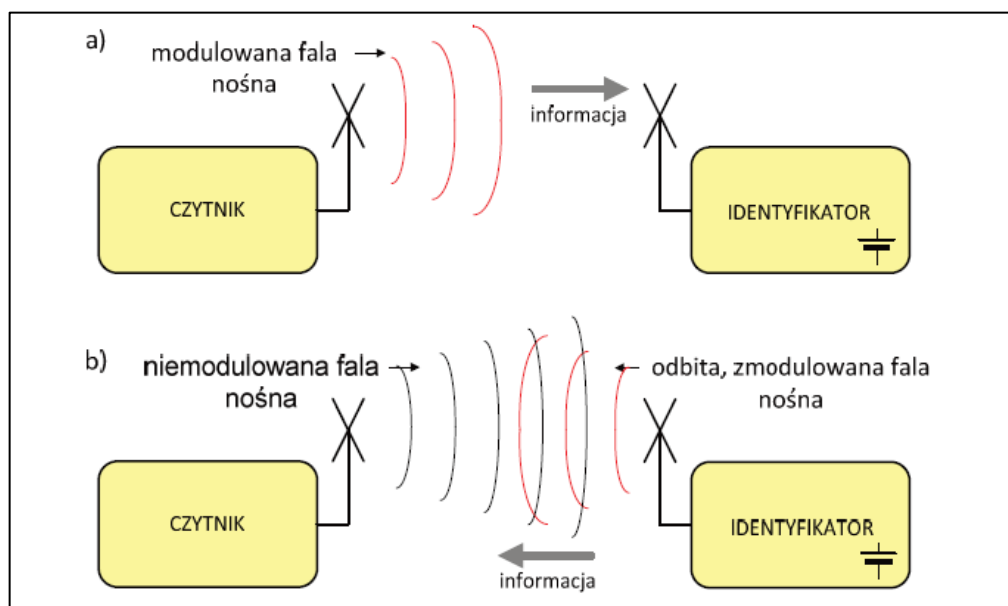 a)
modulowana fala
nośna
informacja
CZYTNIK
IDENTYFIKATOR
b)
niemodulowana fala
nośna
odbita, zmodulowana fala
nośna
CZYTNIK
IDENTYFIKATOR
informacja